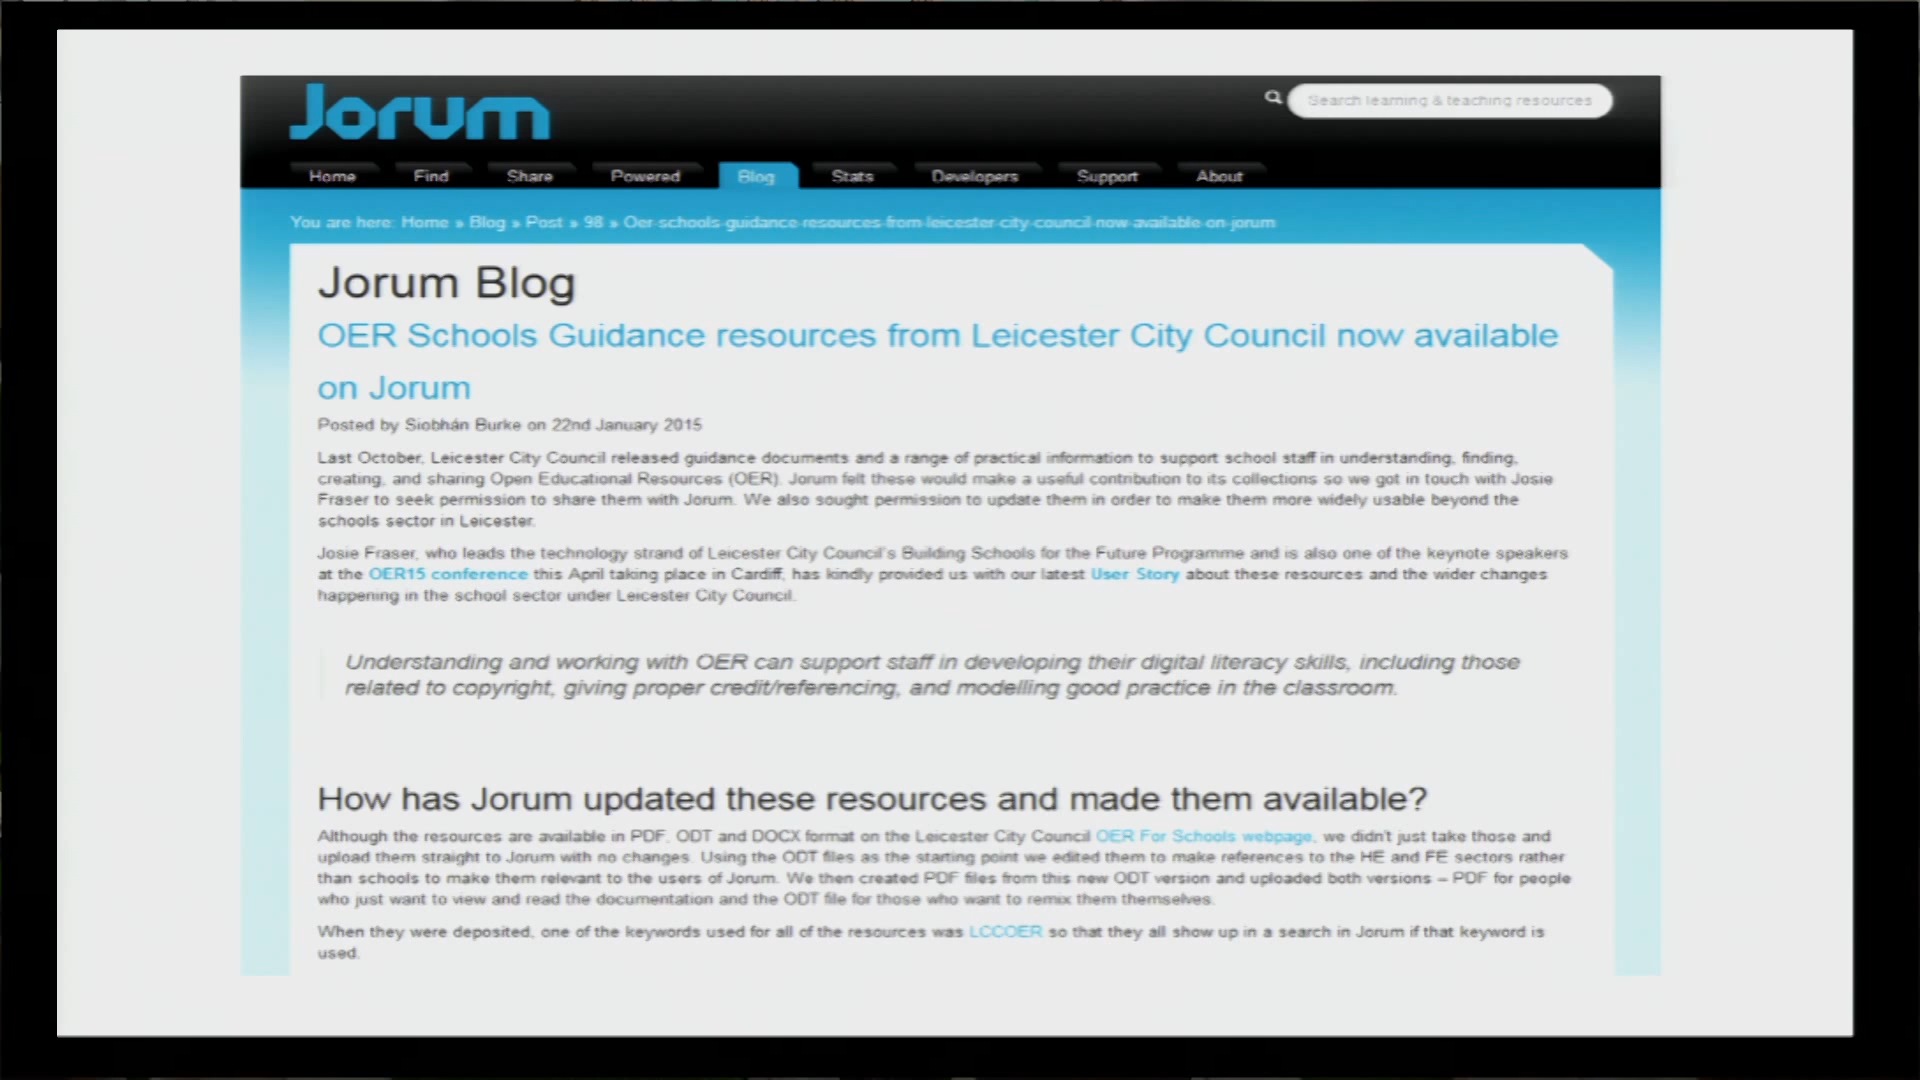 Jorum
Search learning & teaching resources
Home Find Share Powered Blog Stats Developers Support About
You are here: Home » Blog » Post » 98 » Oer schools guidance resources from leicester city council now available on jorum
Jorum Blog
OER Schools Guidance resources from Leicester City Council now available
on Jorum
Posted by Siobhán Burke on 22nd January 2015
Last October, Leicester City Council released guidance documents and a range of practical information to support school staff in understanding, finding,
creating, and sharing Open Educational Resources (OER). Jorum felt these would make a useful contribution to its collections so we got in touch with Josie
Fraser to seek permission to share them with Jorum. We also sought permission to update them in order to make them more widely usable beyond the
schools sector in Leicester.
Josie Fraser, who leads the technology strand of Leicester City Council's Building Schools for the Future Programme and is also one of the keynote speakers
at the OER15 conference this April taking place in Cardiff, has kindly provided us with our latest User Story about these resources and the wider changes
happening in the school sector under Leicester City Council.
Understanding and working with OER can support staff in developing their digital literacy skills, including those
related to copyright, giving proper credit/referencing, and modelling good practice in the classroom.
How has Jorum updated these resources and made them available?
Although the resources are available in PDF, ODT and DOCX format on the Leicester City Council OER For Schools webpage, we didn't just take those and
upload them straight to Jorum with no changes. Using the ODT files as the starting point we edited them to make references to the HE and FE sectors rather
than schools to make them relevant to the users of Jorum. We then created PDF files from this new ODT version and uploaded both versions – PDF for people
who just want to view and read the documentation and the ODT file for those who want to remix them themselves.
When they were deposited, one of the keywords used for all of the resources was LCCOER so that they all show up in a search in Jorum if that keyword is
used.